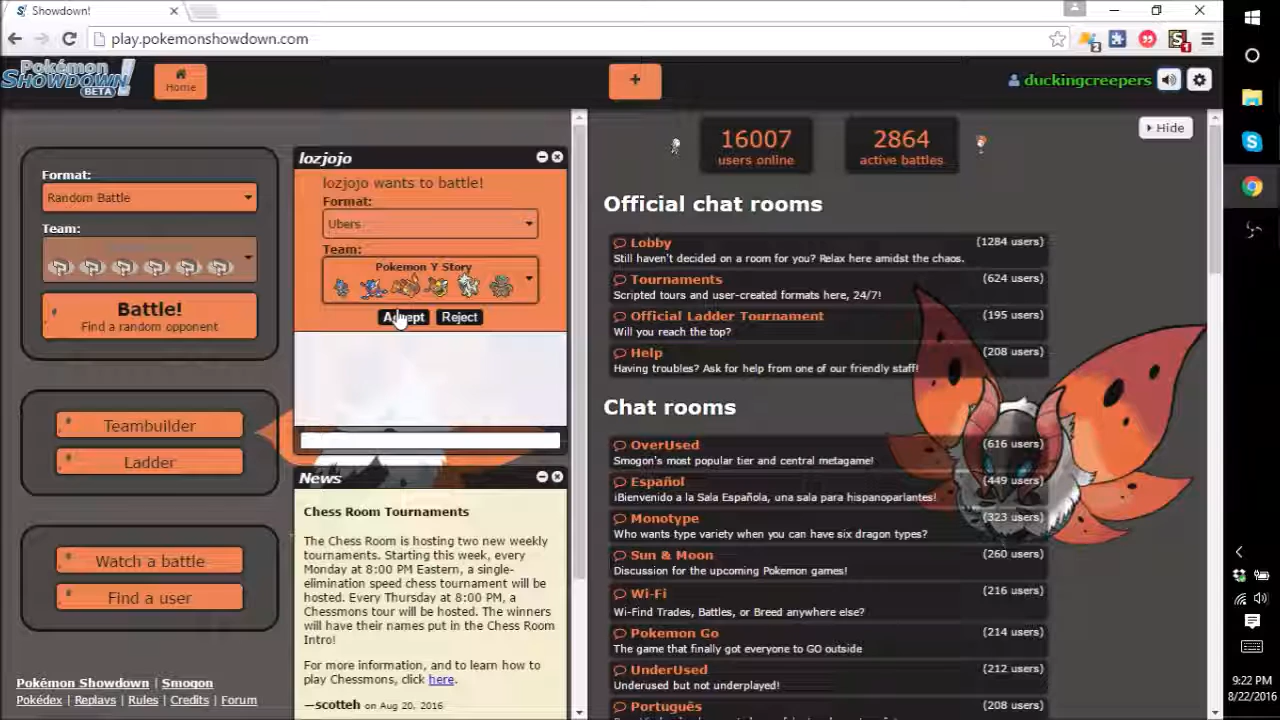 Showdown!
play.pokemonshowdown.com
Pokémon
SHOWDOWN!
BETA
Home
+
duckingcreepers
Format:
Random Battle
Team:
Battle!
Find a random opponent
Teambuilder
Ladder
Watch a battle
Find a user
Pokémon Showdown | Smogon
Pokédex | Replays | Rules | Credits | Forum
lozjojo
lozjojo wants to battle!
Format:
Ubers
Team:
Pokemon Y Story
Accept Reject
News
Chess Room Tournaments
The Chess Room is hosting two new weekly
tournaments. Starting this week, every
Monday at 8:00 PM Eastern, a single-
elimination speed chess tournament will be
hosted. Every Thursday at 8:00 PM, a
Chessmons tour will be hosted. The winners
will have their names put in the Chess Room
Intro!
For more information, and to learn how to
play Chessmons, click here.
—scotteh on Aug 20, 2016
16007
users online
2864
active battles
Hide
Official chat rooms
Lobby (1284 users)
Still haven't decided on a room for you? Relax here amidst the chaos.
Tournaments (624 users)
Scripted tours and user-created formats here, 24/7!
Official Ladder Tournament (195 users)
Will you reach the top?
Help (208 users)
Having troubles? Ask for help from one of our friendly staff!
Chat rooms
OverUsed (616 users)
Smogon's most popular tier and central metagame!
Español (449 users)
¡Bienvenido a la Sala Española, una sala para hispanoparlantes!
Monotype (323 users)
Who wants type variety when you can have six dragon types?
Sun & Moon (260 users)
Discussion for the upcoming Pokemon games!
Wi-Fi (216 users)
Wi-Find Trades, Battles, or Breed anywhere else?
Pokemon Go (214 users)
The game that finally got everyone to GO outside
UnderUsed (212 users)
Underused but not underplayed!
Português (208 users)
9:22 PM
8/22/2016